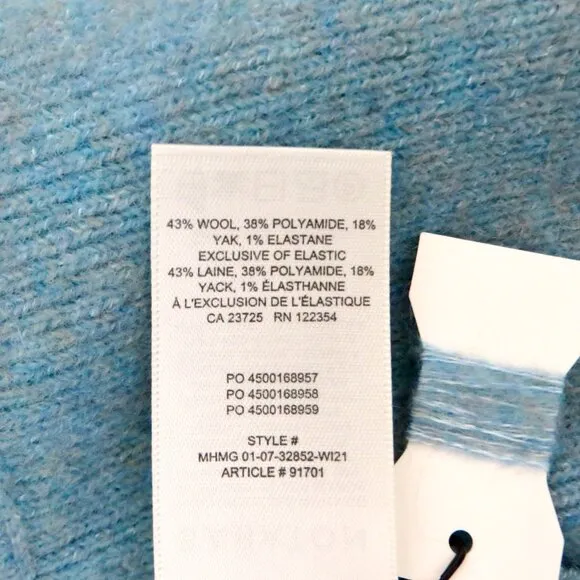 43% WOOL, 38% POLYAMIDE, 18%
YAK, 1% ELASTANE
EXCLUSIVE OF ELASTIC
43% LAINE, 38% POLYAMIDE, 18%
YACK, 1% ÉLASTHANNE
À L'EXCLUSION DE L'ÉLASTIQUE
CA 23725 RN 122354
PO 4500168957
PO 4500168958
PO 4500168959
STYLE #
MHMG 01-07-32852-WI21
ARTICLE # 91701